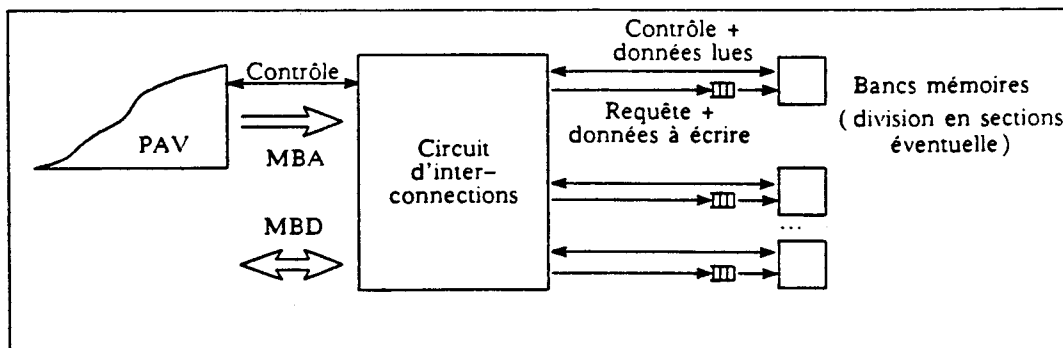 Contrôle +
données lues
Contrôle
Bancs mémoires
( division en sections
éventuelle )
Requête +
données à écrire
PAV
MBA
Circuit
d'inter-
connections
MBD
...